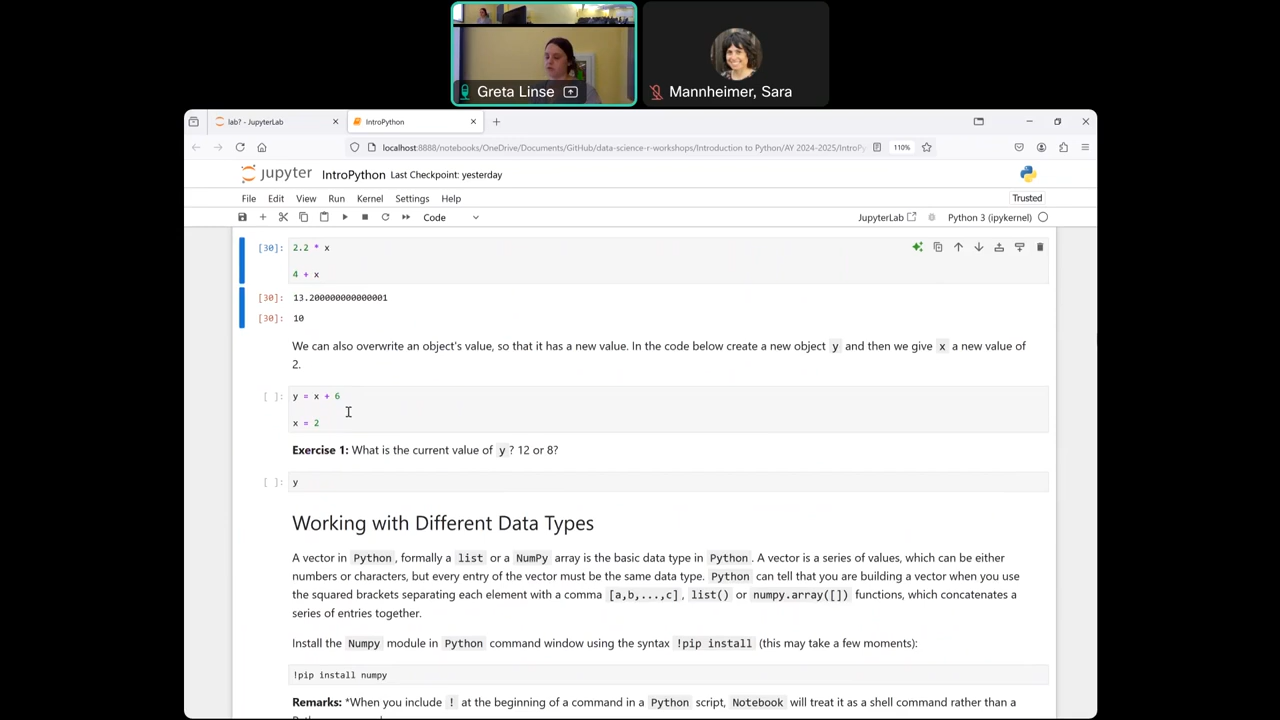 Greta Linse
Mannheimer, Sara
lab? - JupyterLab
IntroPython
localhost:8888/notebooks/OneDrive/Documents/GitHub/data-science-r-workshops/Introduction to Python/AY 2024-2025/IntroPy
110%
jupyter IntroPython Last Checkpoint: yesterday
File Edit View Run Kernel Settings Help
Trusted
Code
JupyterLab
Python 3 (ipykernel)
[30]: 2.2 * x
4 + x
[30]: 13.200000000000001
[30]: 10
We can also overwrite an object's value, so that it has a new value. In the code below create a new object y and then we give x a new value of
2.
[ ]: y = x + 6
x = 2
Exercise 1: What is the current value of y ? 12 or 8?
[ ]: y
Working with Different Data Types
A vector in Python, formally a list or a NumPy array is the basic data type in Python. A vector is a series of values, which can be either
numbers or characters, but every entry of the vector must be the same data type. Python can tell that you are building a vector when you use
the squared brackets separating each element with a comma [a,b,...,c], list() or numpy.array([]) functions, which concatenates a
series of entries together.
Install the Numpy module in Python command window using the syntax !pip install (this may take a few moments):
!pip install numpy
Remarks: *When you include ! at the beginning of a command in a Python script, Notebook will treat it as a shell command rather than a